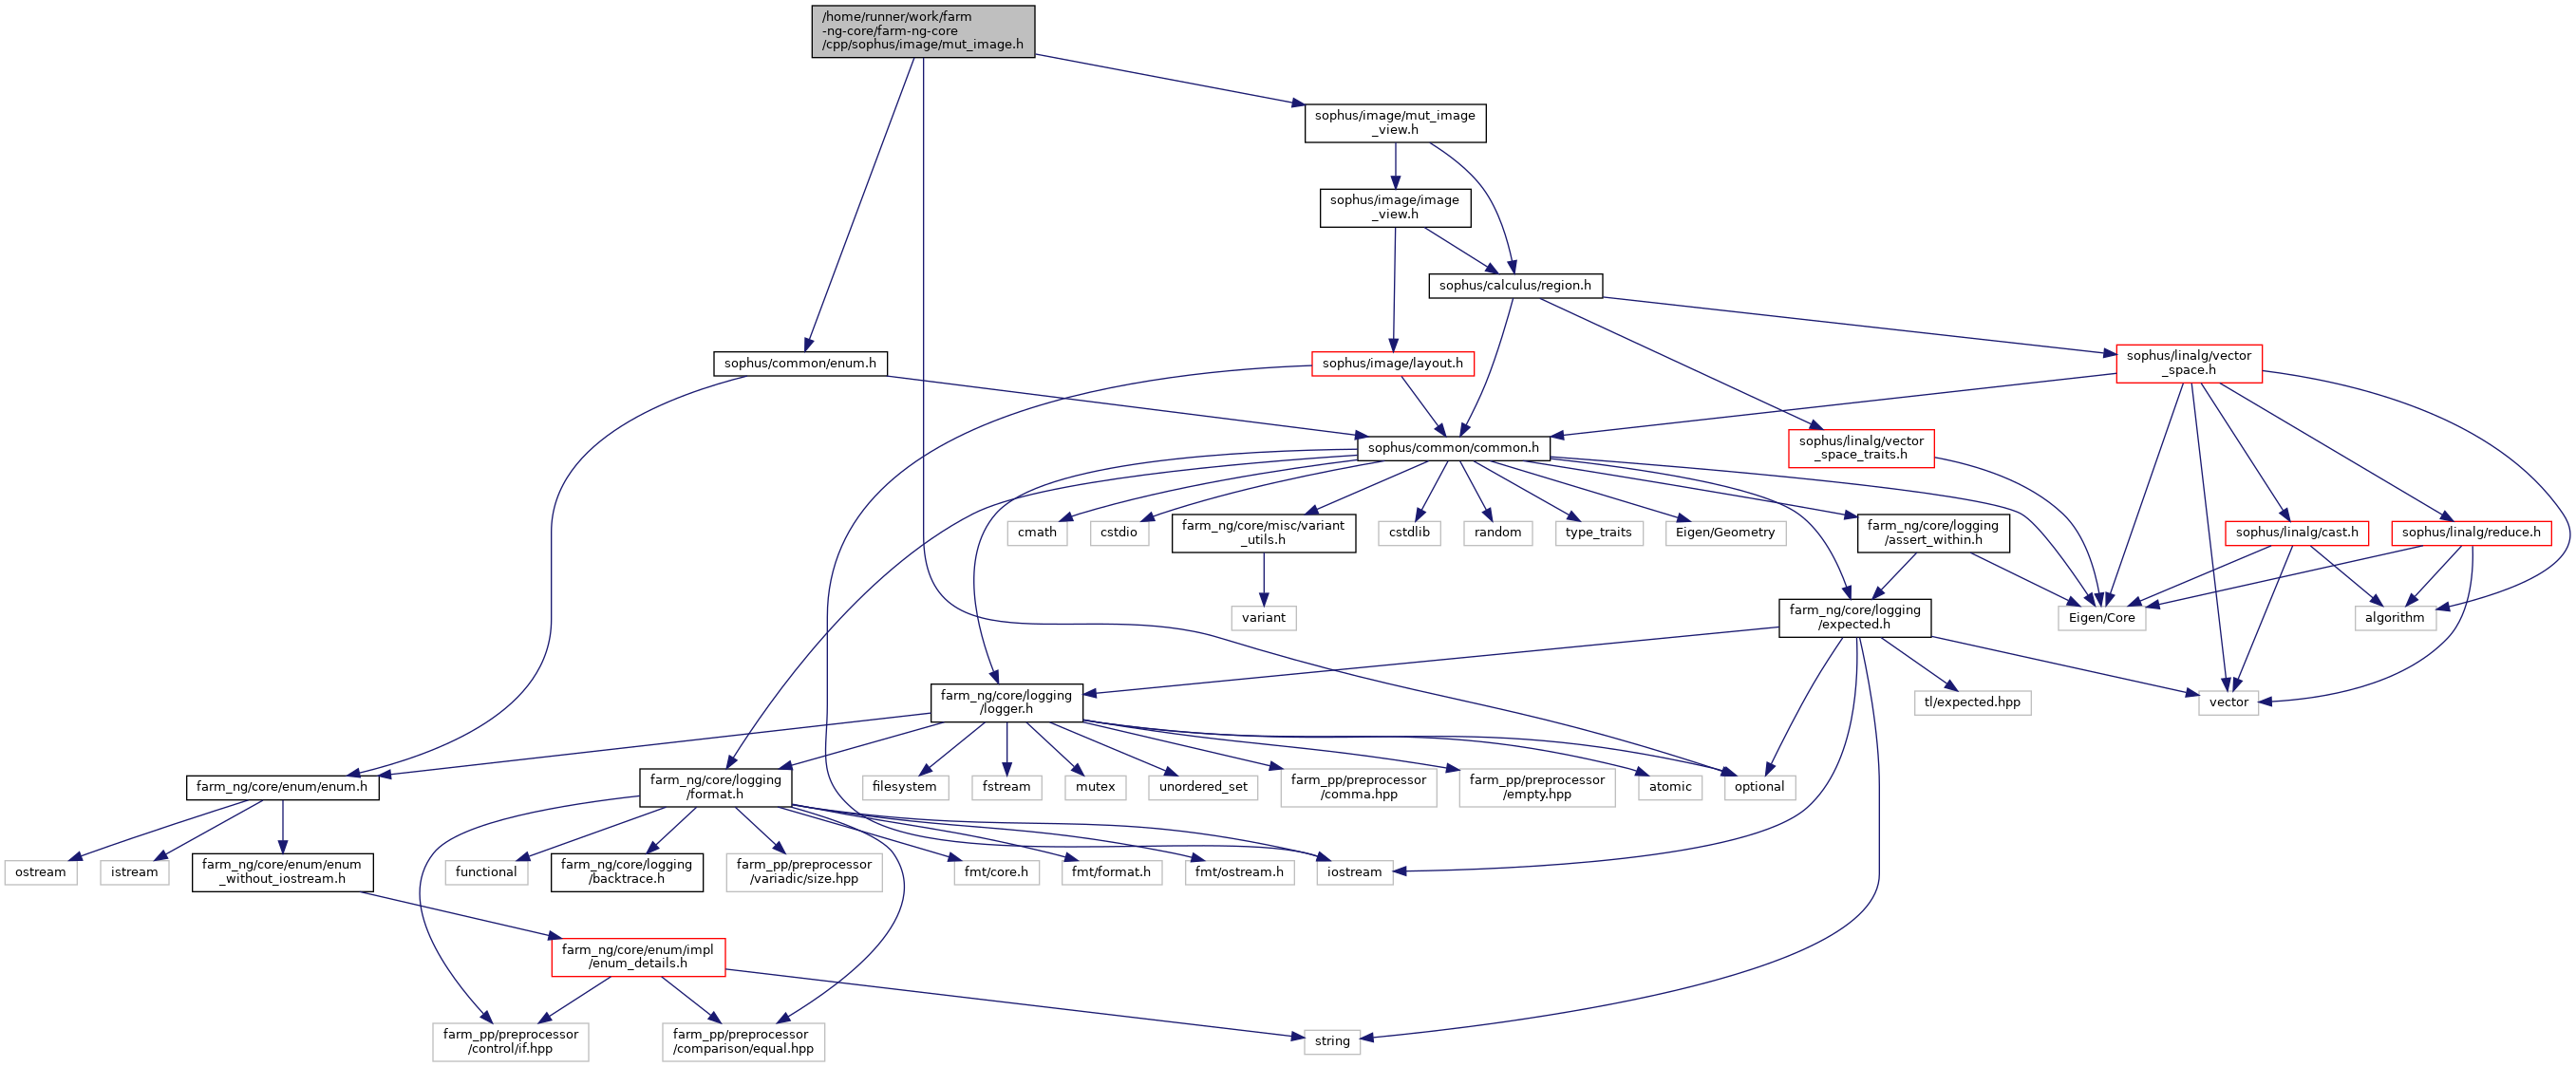 /home/runner/work/farm
-ng-core/farm-ng-core
/cpp/sophus/image/mut_image.h
sophus/image/mut_image
_view.h
sophus/image/image
_view.h
sophus/calculus/region.h
sophus/common/enum.h
sophus/image/layout.h
sophus/linalg/vector
_space.h
sophus/common/common.h
sophus/linalg/vector
_space_traits.h
cmath
cstdio
farm_ng/core/misc/variant
_utils.h
cstdlib
random
type_traits
Eigen/Geometry
farm_ng/core/logging
/assert_within.h
sophus/linalg/cast.h
sophus/linalg/reduce.h
variant
farm_ng/core/logging
/expected.h
Eigen/Core
algorithm
farm_ng/core/logging
/logger.h
tl/expected.hpp
vector
farm_ng/core/enum/enum.h
farm_ng/core/logging
/format.h
filesystem
fstream
mutex
unordered_set
farm_pp/preprocessor
/comma.hpp
farm_pp/preprocessor
/empty.hpp
atomic
optional
ostream
istream
farm_ng/core/enum/enum
_without_iostream.h
functional
farm_ng/core/logging
/backtrace.h
farm_pp/preprocessor
/variadic/size.hpp
fmt/core.h
fmt/format.h
fmt/ostream.h
iostream
farm_ng/core/enum/impl
/enum_details.h
farm_pp/preprocessor
/control/if.hpp
farm_pp/preprocessor
/comparison/equal.hpp
string